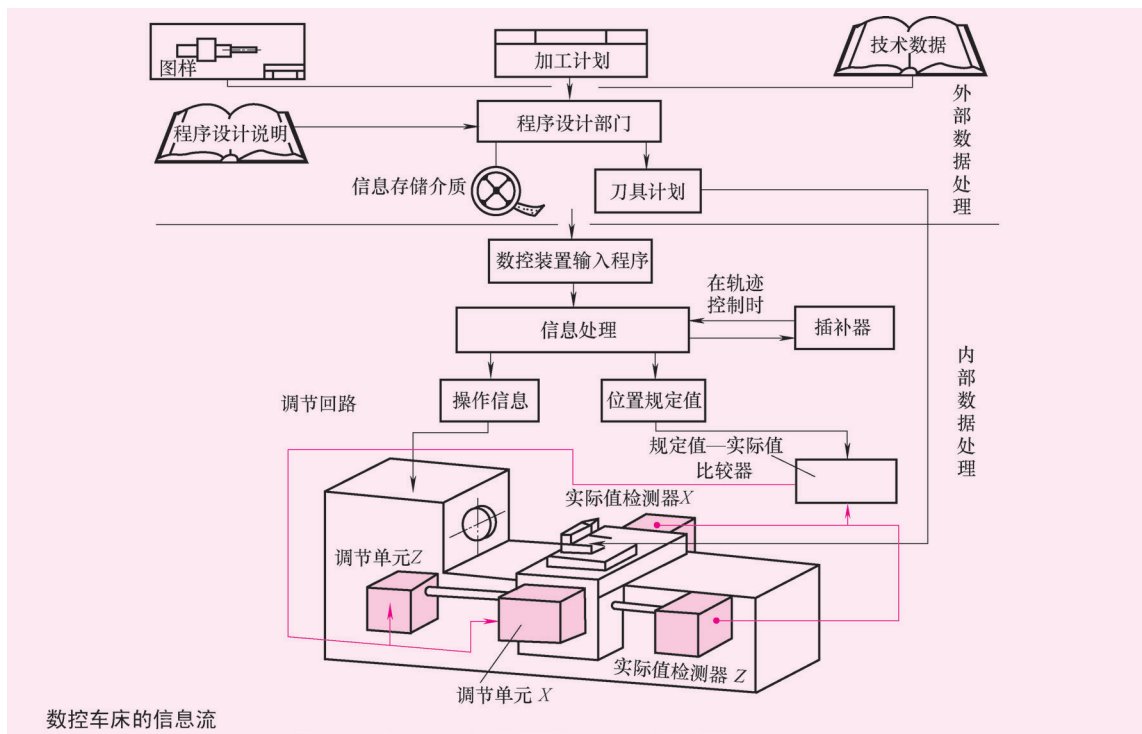 图样
加工计划
技术数据
程序设计说明
程序设计部门
外部数据处理
信息存储介质
刀具计划
数控装置输入程序
在轨迹
控制时
信息处理
插补器
内部数据处理
调节回路
操作信息
位置规定值
规定值—实际值
比较器
实际值检测器X
调节单元Z
实际值检测器 Z
调节单元 X
数控车床的信息流